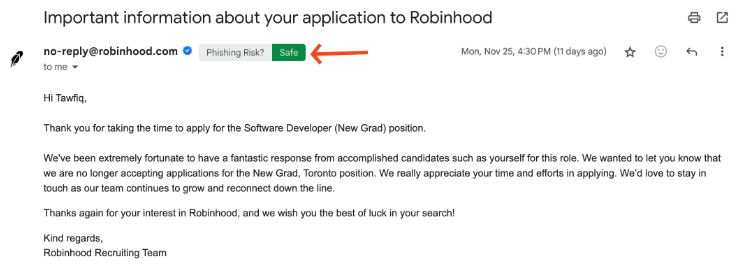 Important information about your application to Robinhood
no-reply@robinhood.com Phishing Risk? Safe Mon, Nov 25, 4:30 PM (11 days ago)
to me
Hi Tawfiq,
Thank you for taking the time to apply for the Software Developer (New Grad) position.
We've been extremely fortunate to have a fantastic response from accomplished candidates such as yourself for this role. We wanted to let you know that
we are no longer accepting applications for the New Grad, Toronto position. We really appreciate your time and efforts in applying. We'd love to stay in
touch as our team continues to grow and reconnect down the line.
Thanks again for your interest in Robinhood, and we wish you the best of luck in your search!
Kind regards,
Robinhood Recruiting Team